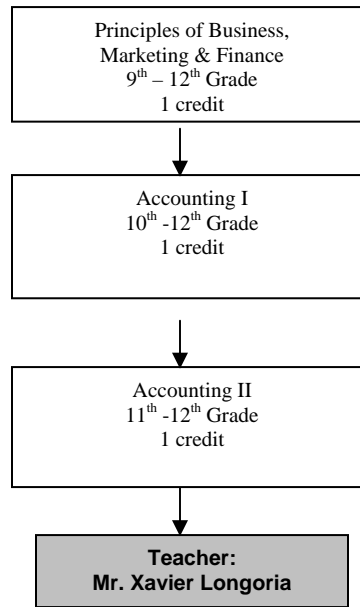 Principles of Business,
Marketing & Finance
9th – 12th Grade
1 credit
Accounting I
10th -12th Grade
1 credit
Accounting II
11th -12th Grade
1 credit
Teacher:
Mr. Xavier Longoria